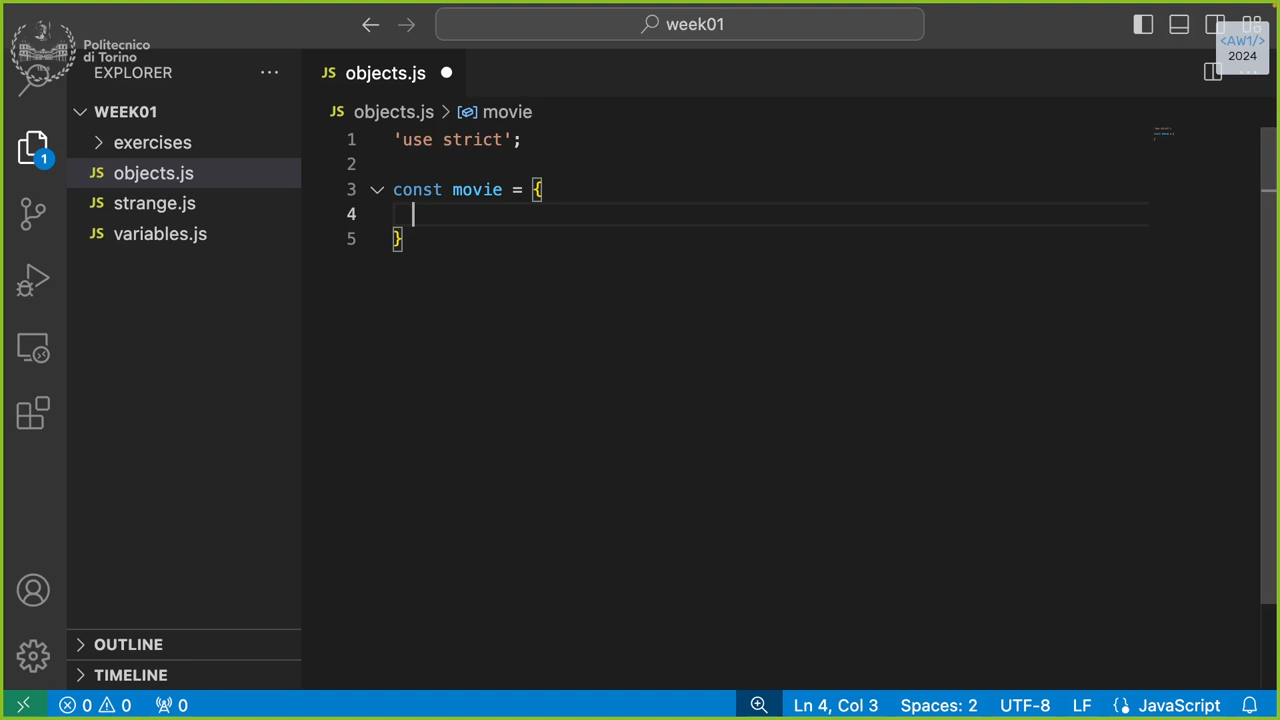 week01
Politecnico
di Torino
<AW1/>
2024
EXPLORER
JS objects.js
WEEK01
exercises
JS objects.js
JS strange.js
JS variables.js
JS objects.js > movie
1 'use strict';
2
3 const movie = {
4
5 }
1
OUTLINE
TIMELINE
0 0 0 Ln 4, Col 3 Spaces: 2 UTF-8 LF {} JavaScript